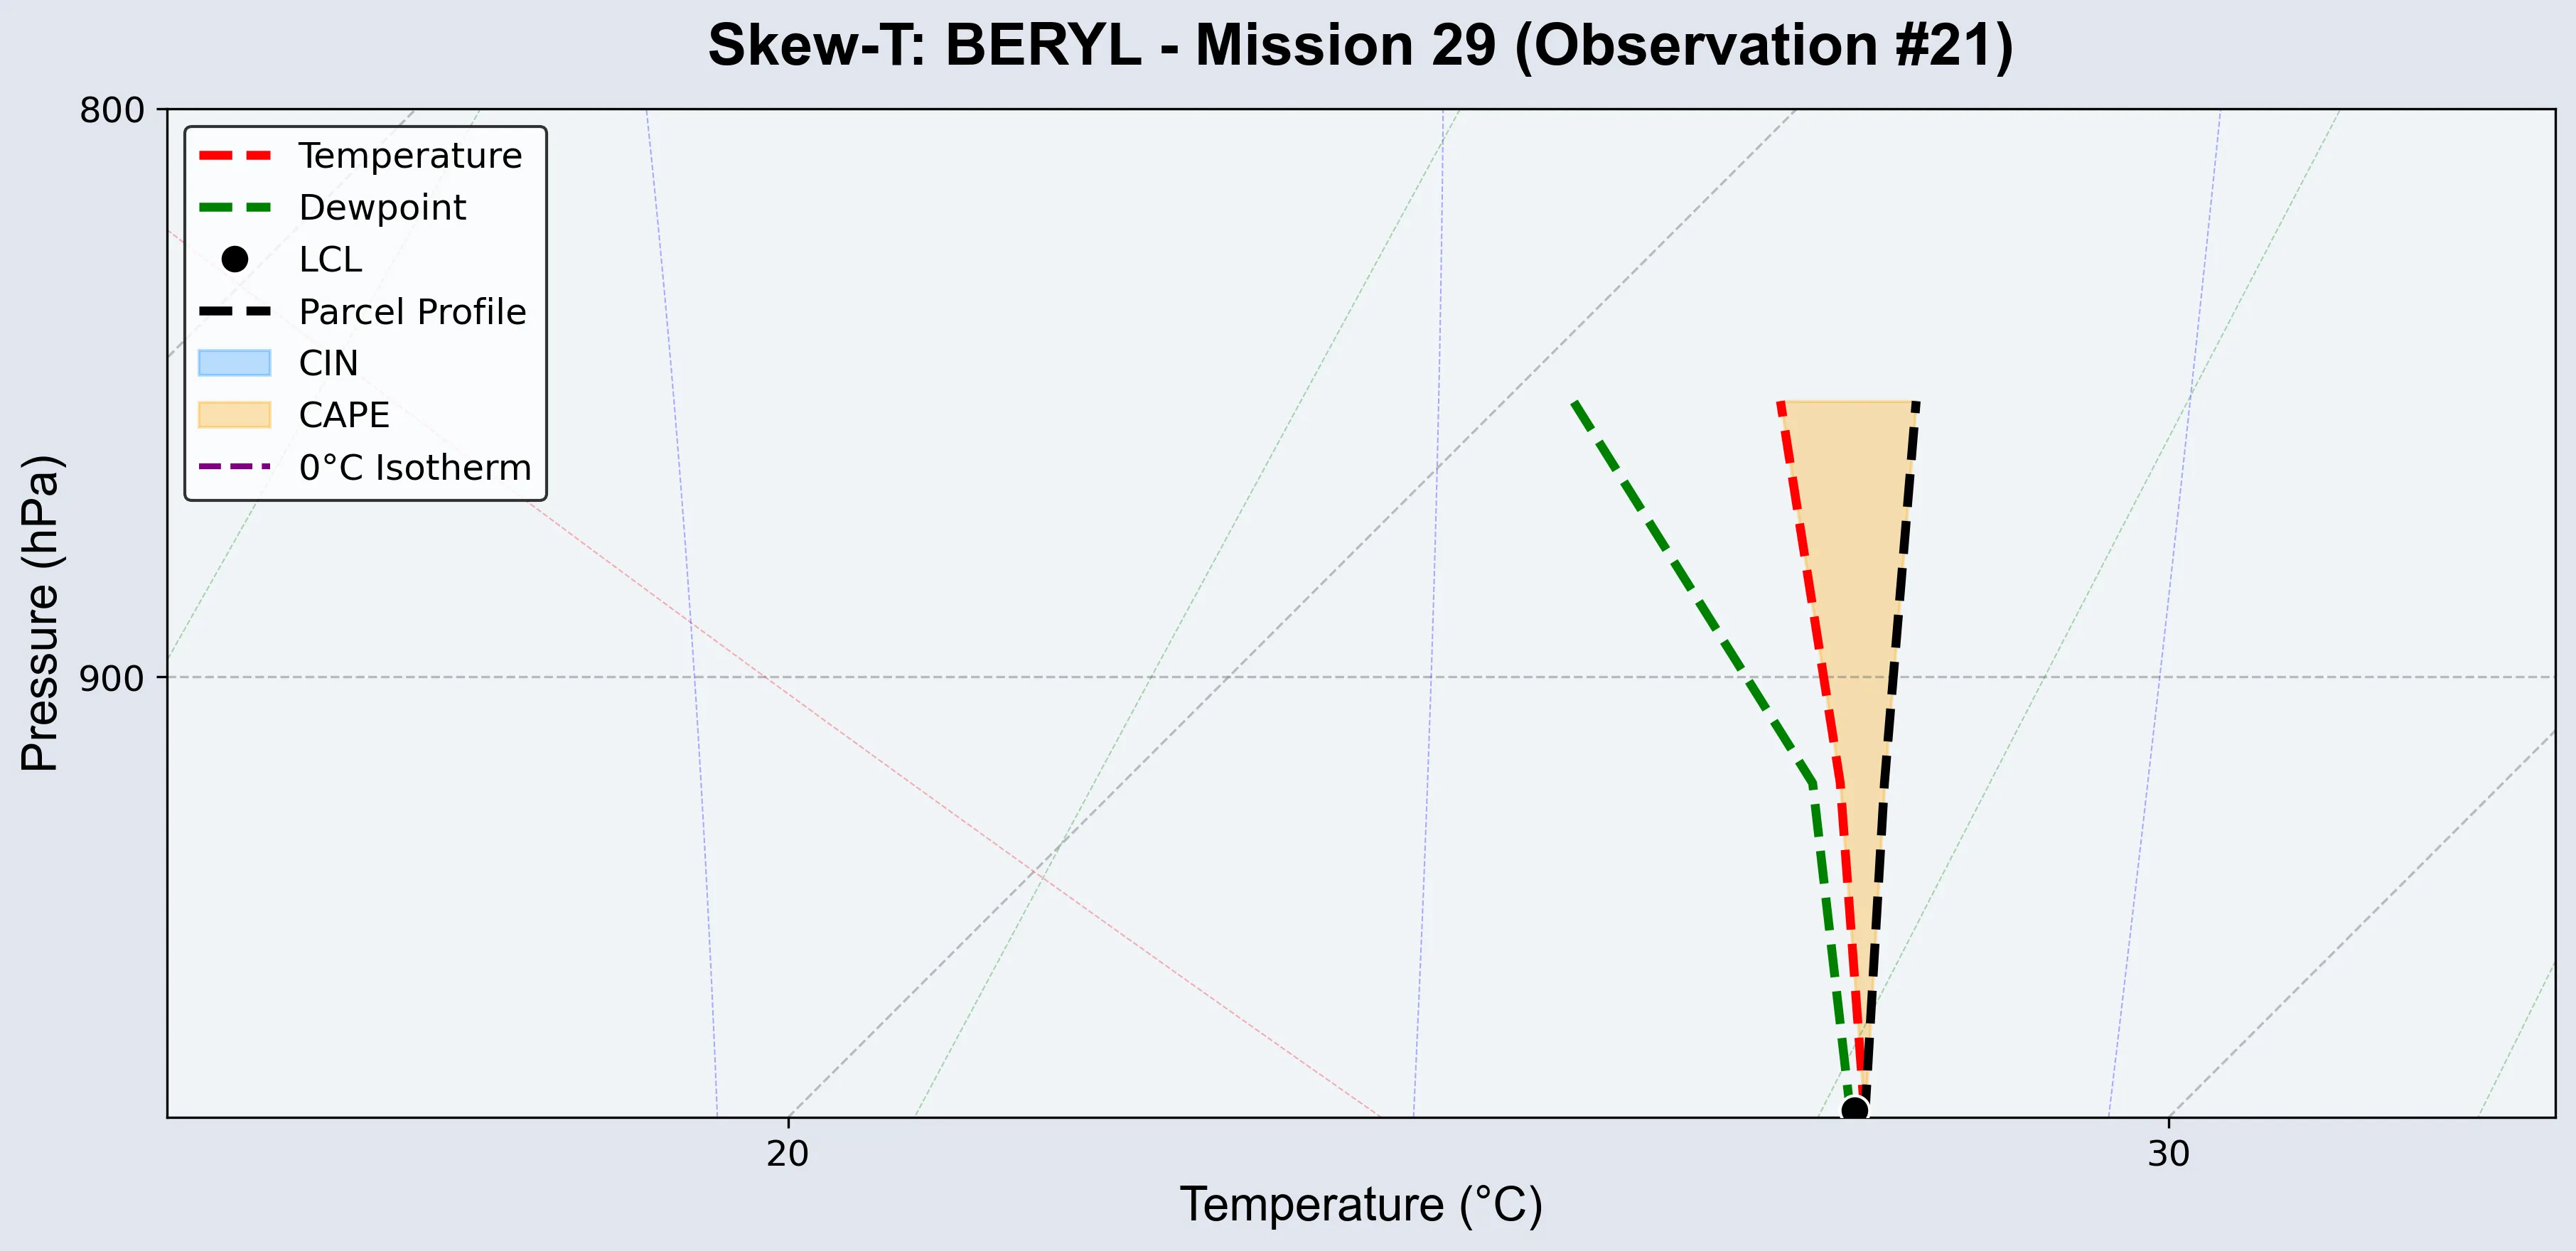 Skew-T: BERYL - Mission 29 (Observation #21)
800
Temperature
Dewpoint
LCL
Parcel Profile
CIN
CAPE
0°C Isotherm
Pressure (hPa)
900
20
30
Temperature (°C)